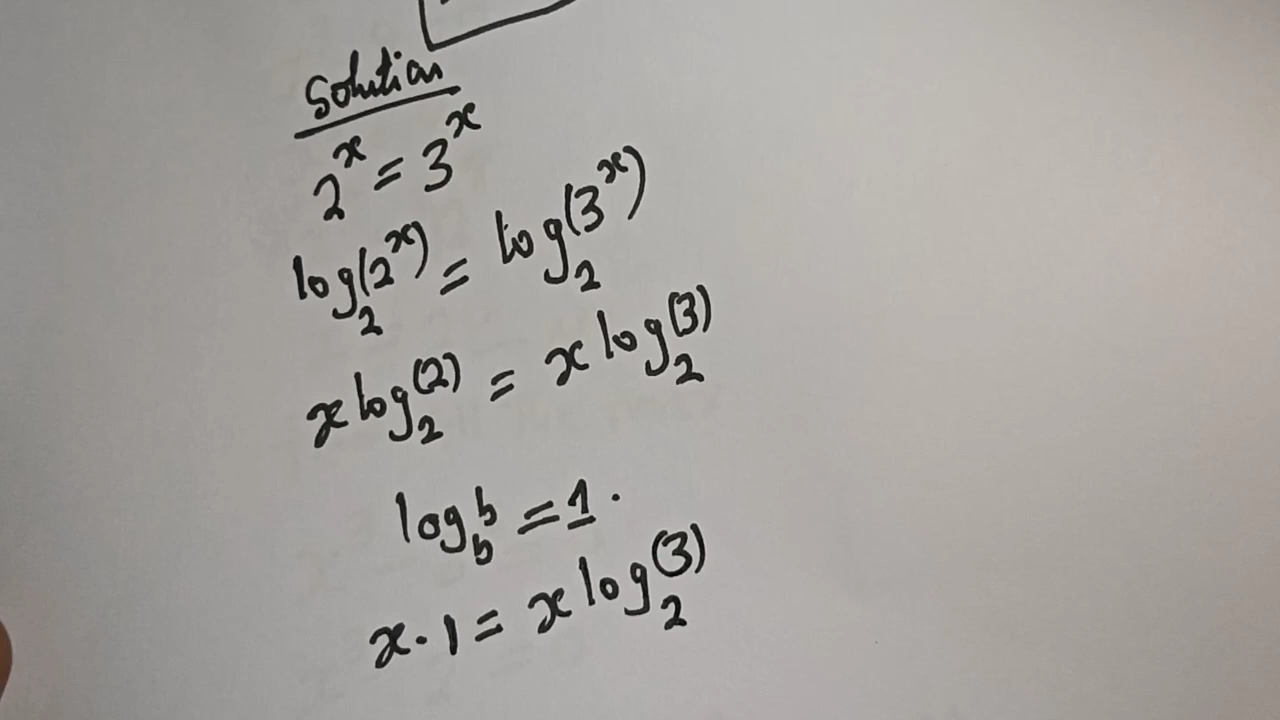 Solution
2^x = 3^x
log_2(2^x) = log_2(3^x)
x log_2(2) = x log_2(3)
log_b b = 1.
x·1 = x log_2(3)